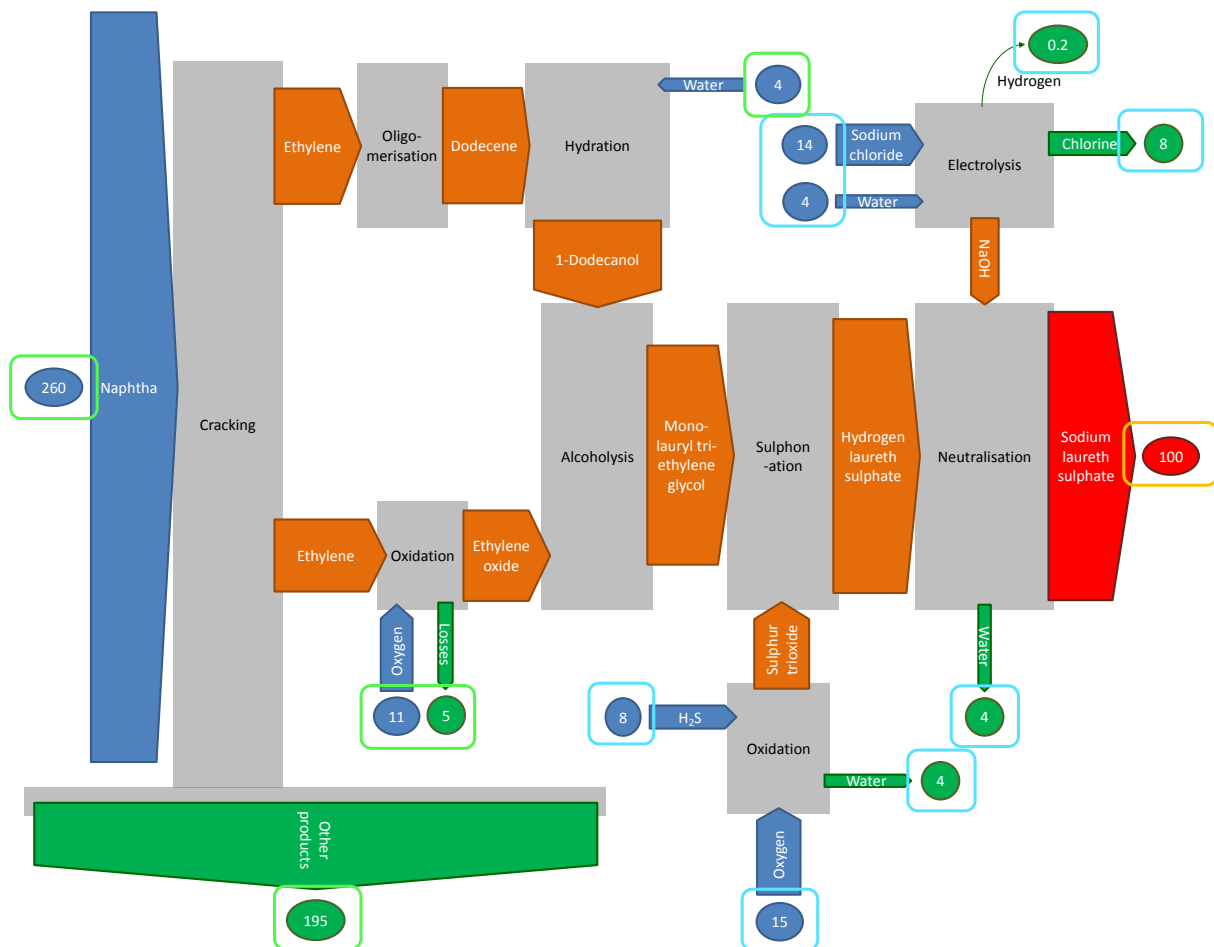 0.2
Hydrogen
Water
4
Ethylene
Oligo-
merisation
Dodecene
Hydration
14
Sodium
chloride
Electrolysis
Chlorine
8
4
Water
NaOH
1-Dodecanol
260
Naphtha
Cracking
Alcoholysis
Mono-
lauryl tri-
ethylene
glycol
Sulphon
-ation
Hydrogen
laureth
sulphate
Neutralisation
Sodium
laureth
sulphate
100
Ethylene
Oxidation
Ethylene
oxide
Oxygen
Losses
11
5
Sulphur
trioxide
Water
4
8
H₂S
Oxidation
Water
4
Oxygen
15
Other
products
195